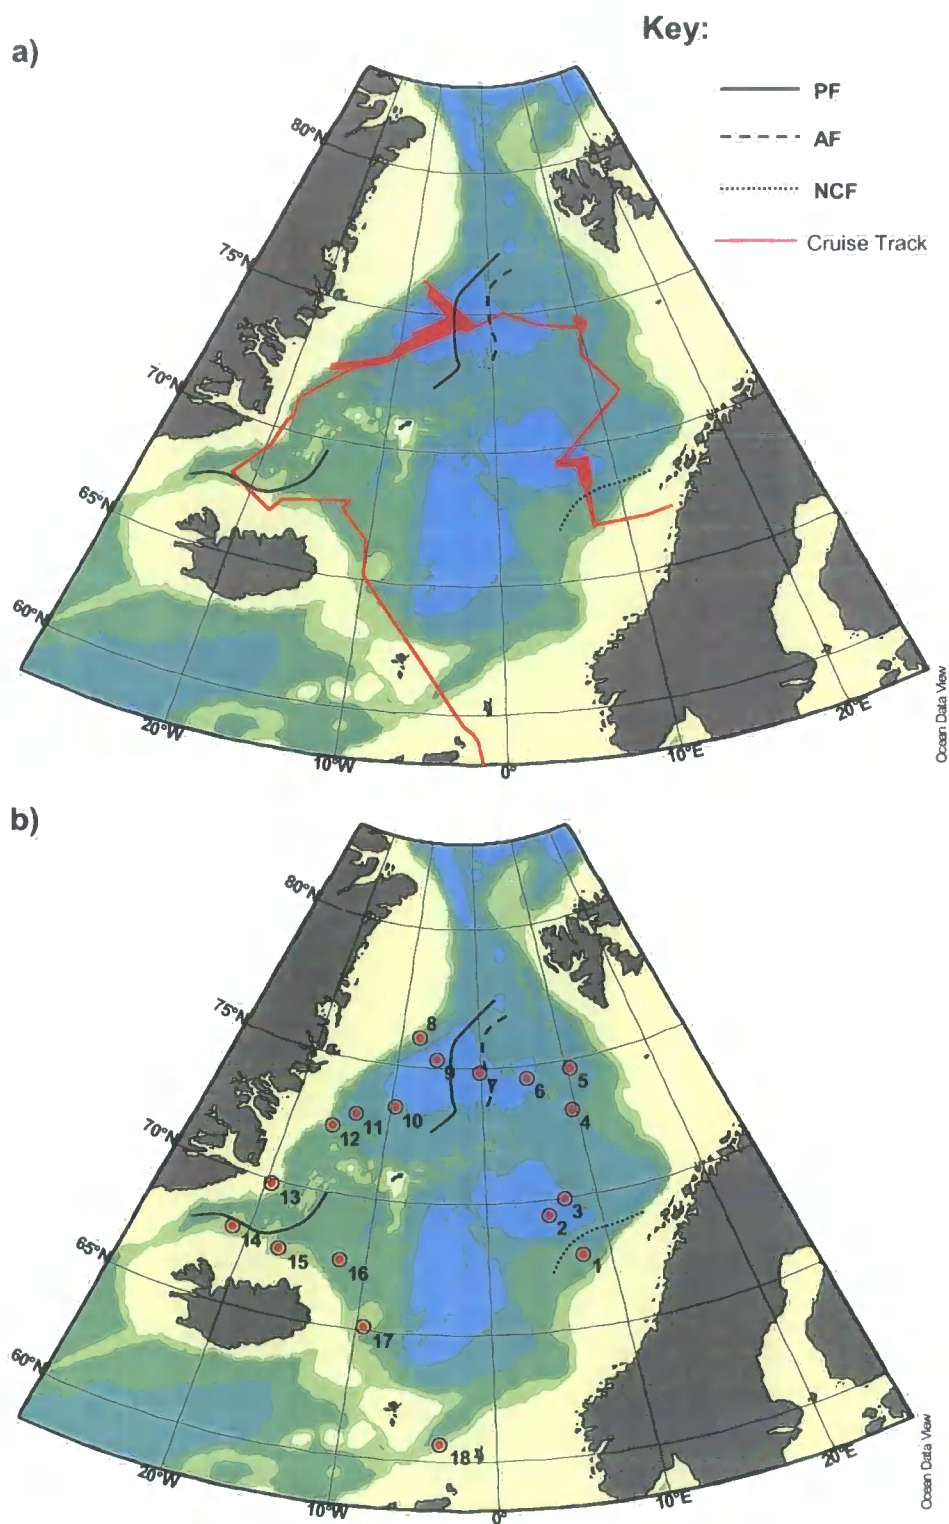 Key:
a)
PF
AF
NCF
Cruise Track
80°N
75°N
70°N
65°N
60°N
20°W
10°W
0°
10°E
20°E
Ocean Data View
b)
80°N
75°N
70°N
65°N
60°N
8
9
7
6
5
4
10
11
12
13
3
2
1
14
15
16
17
18
20°W
10°W
0°
10°E
20°E
Ocean Data View